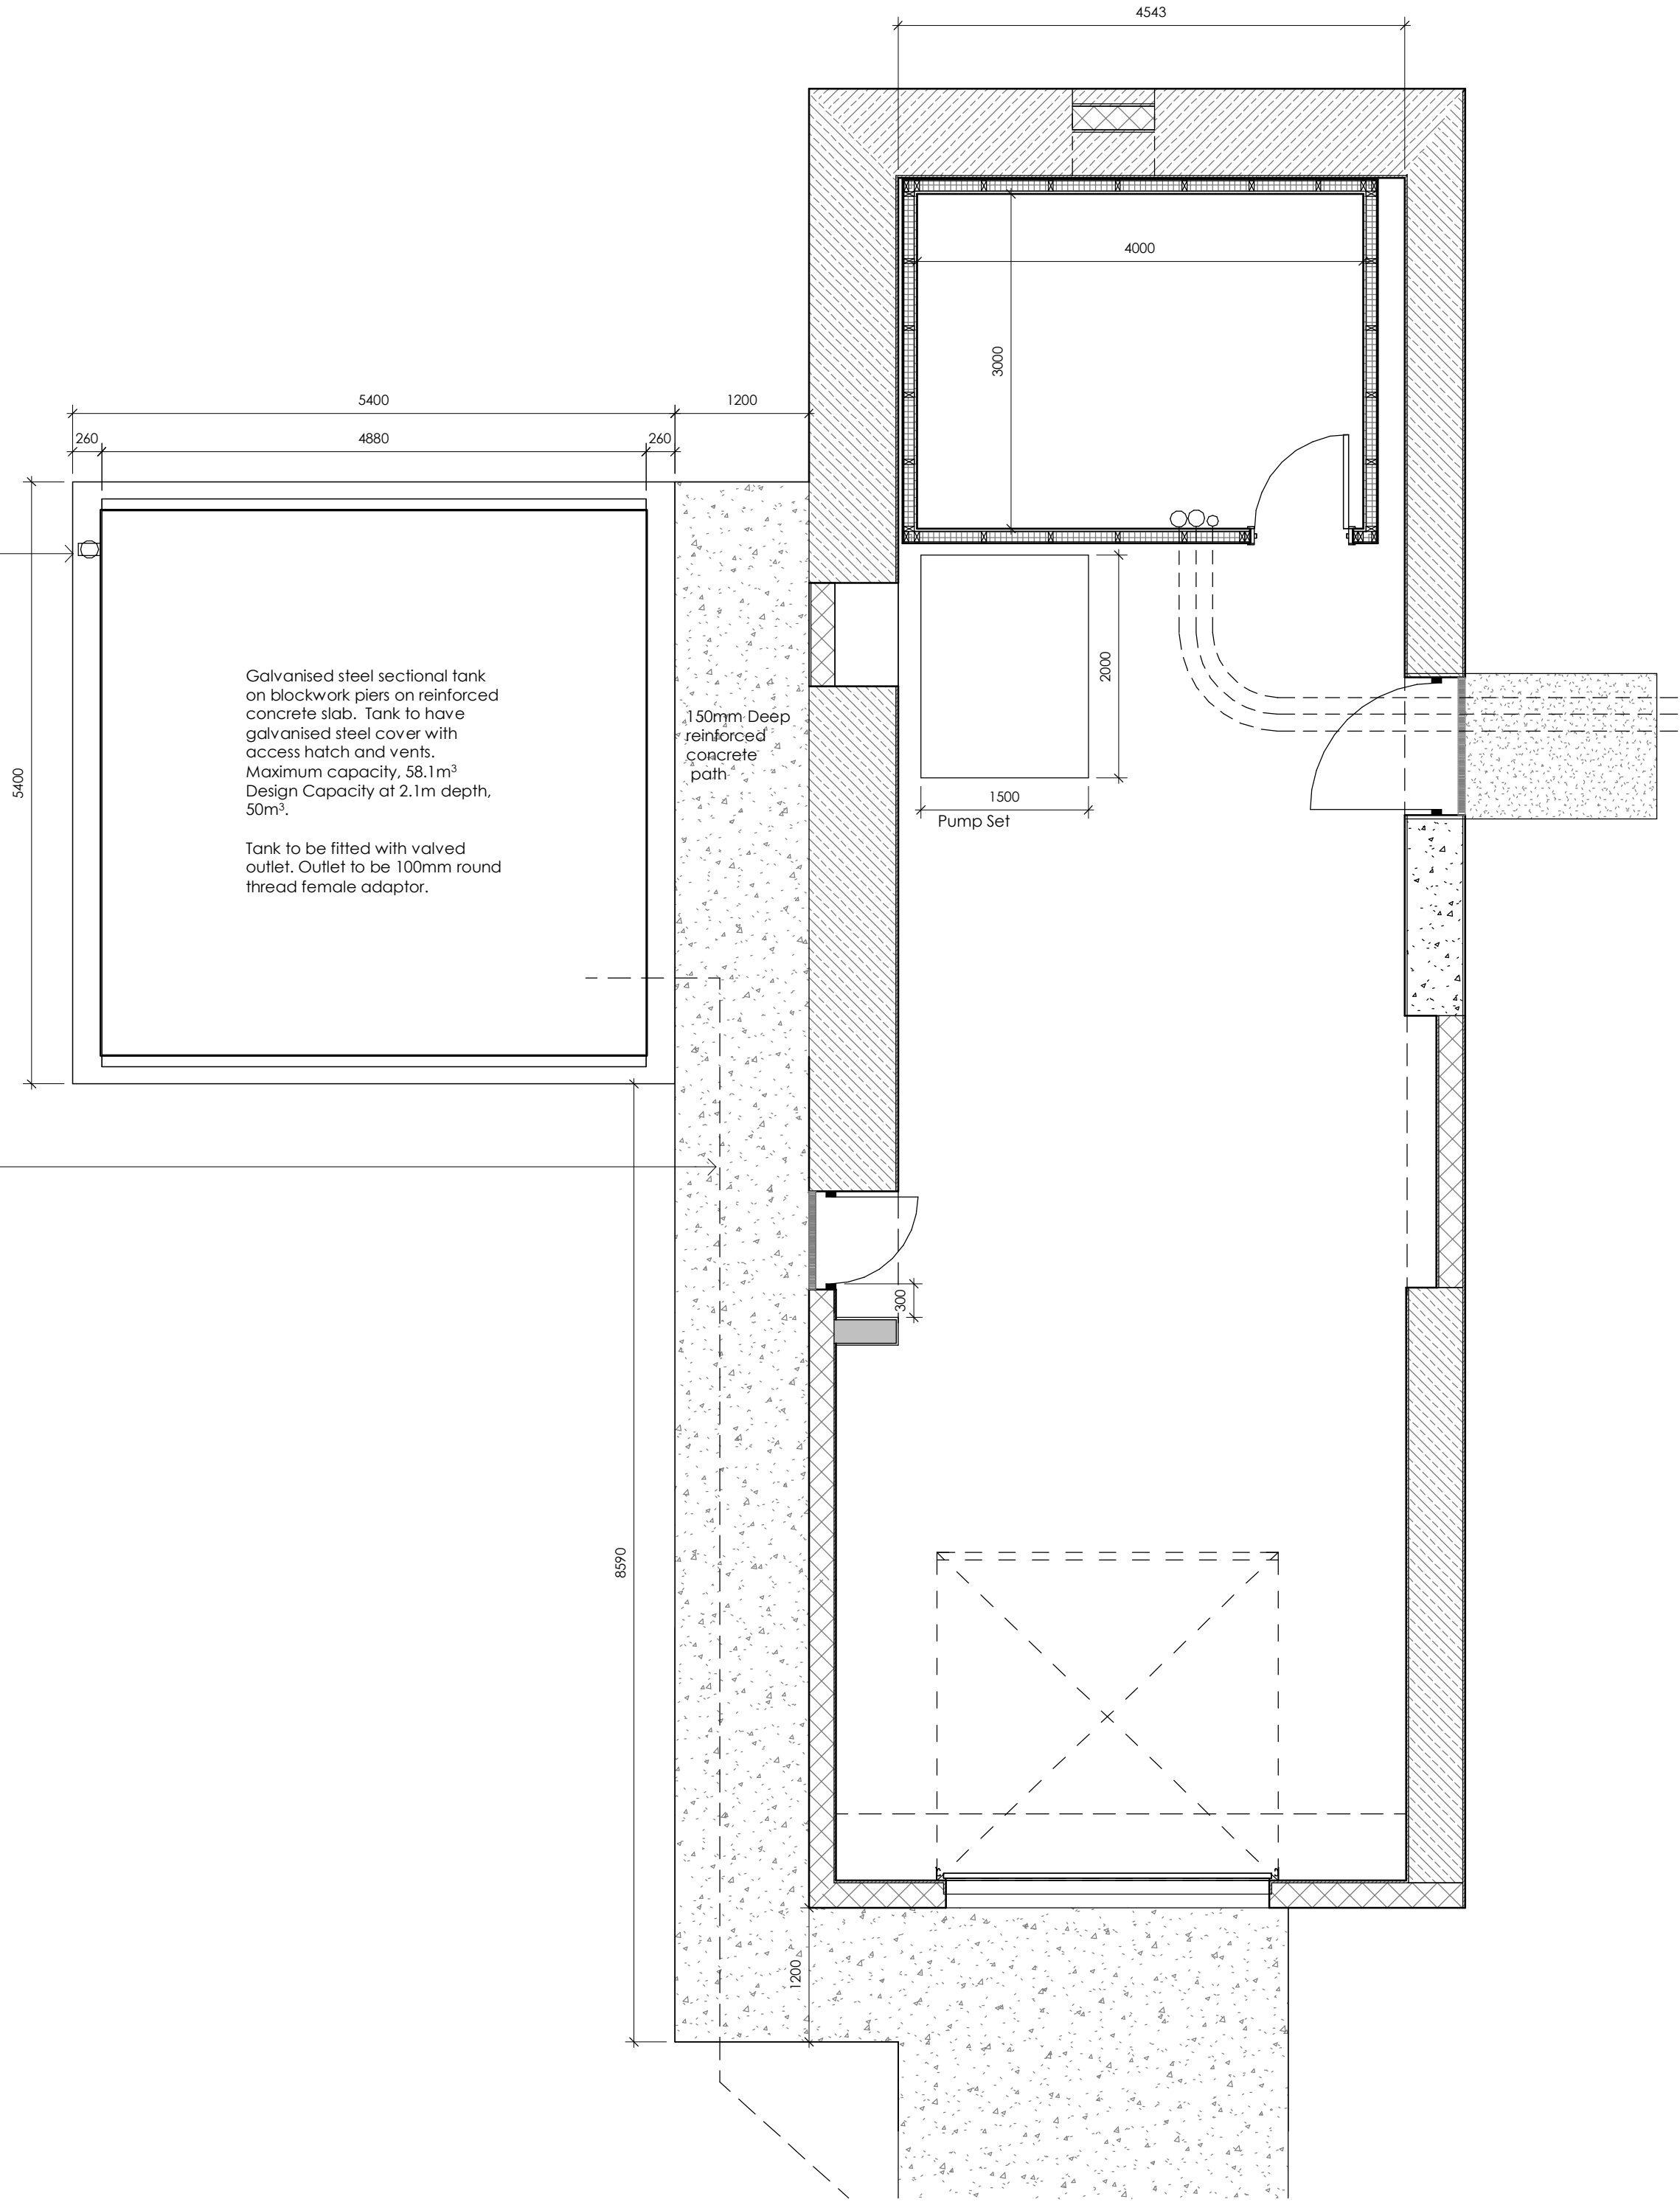 4543
4000
3000
5400
1200
260
4880
260
5400
Galvanised steel sectional tank
on blockwork piers on reinforced
concrete slab.  Tank to have
galvanised steel cover with
access hatch and vents.
Maximum capacity, 58.1m³
Design Capacity at 2.1m depth,
50m³.
Tank to be fitted with valved
outlet. Outlet to be 100mm round
thread female adaptor.
150mm Deep
reinforced
concrete
path
2000
1500
Pump Set
300
8590
1200